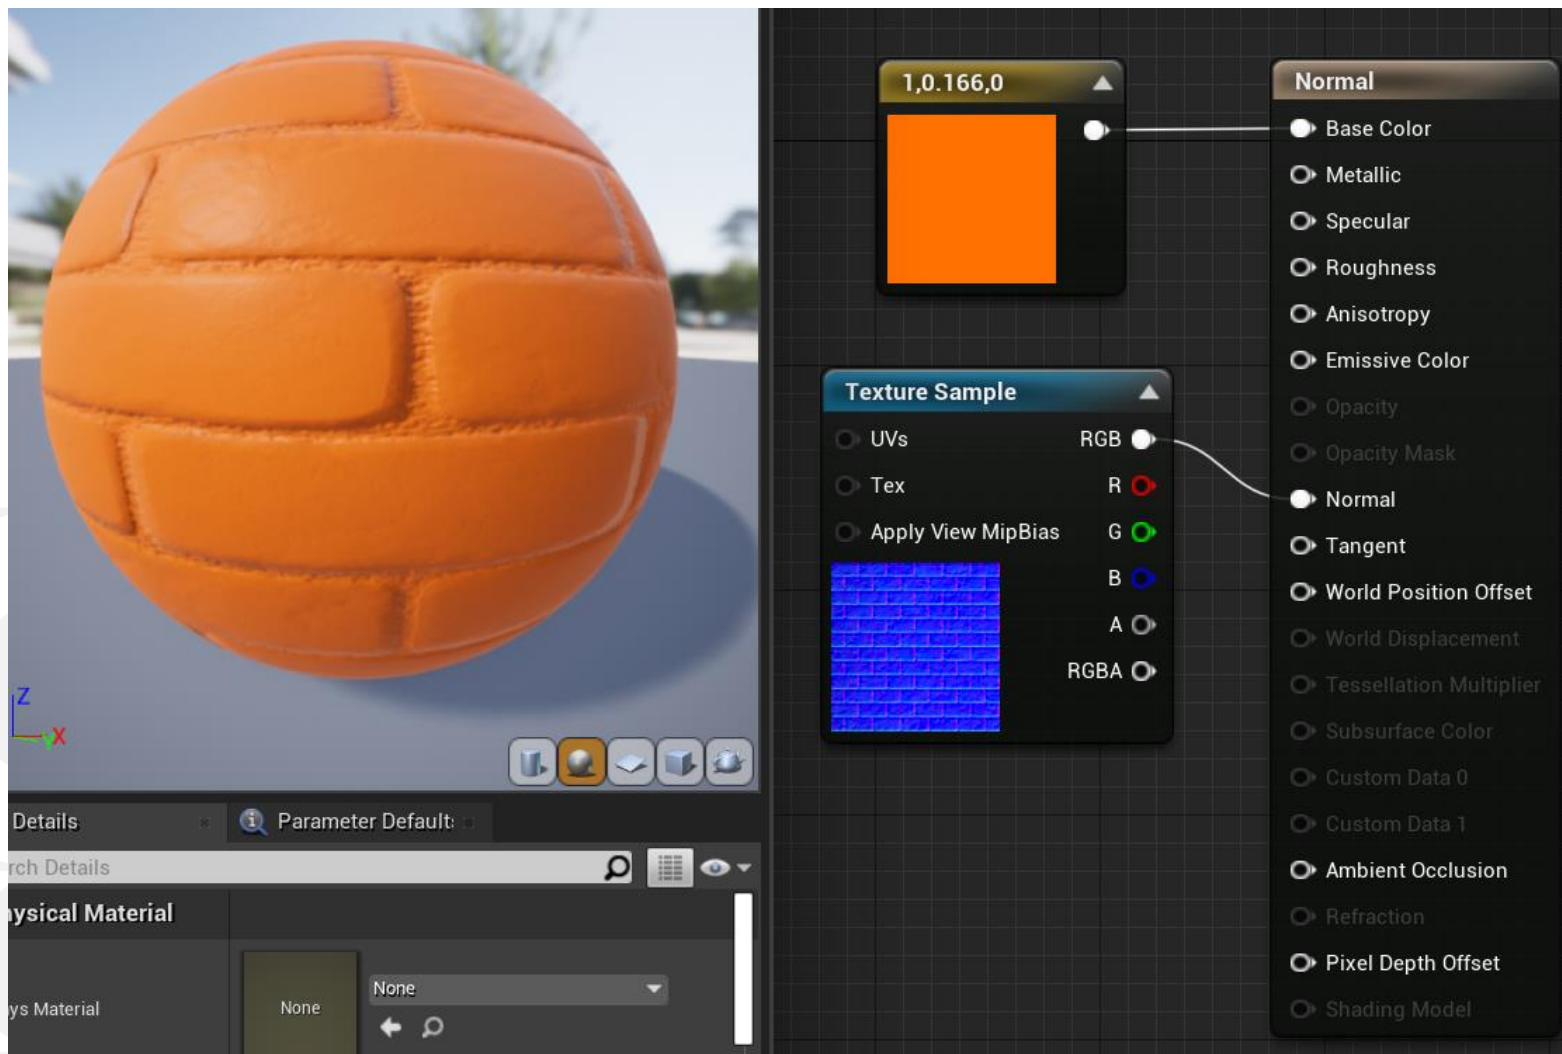 1,0.166,0
Normal
Base Color
Metallic
Specular
Roughness
Anisotropy
Emissive Color
Opacity
Opacity Mask
Normal
Tangent
World Position Offset
World Displacement
Tessellation Multiplier
Subsurface Color
Custom Data 0
Custom Data 1
Ambient Occlusion
Refraction
Pixel Depth Offset
Shading Model
Texture Sample
UVs RGB
Tex R
Apply View MipBias G
B
A
RGBA
Z
X
Y
Details
Parameter Default
rch Details
hysical Material
ys Material
None
None